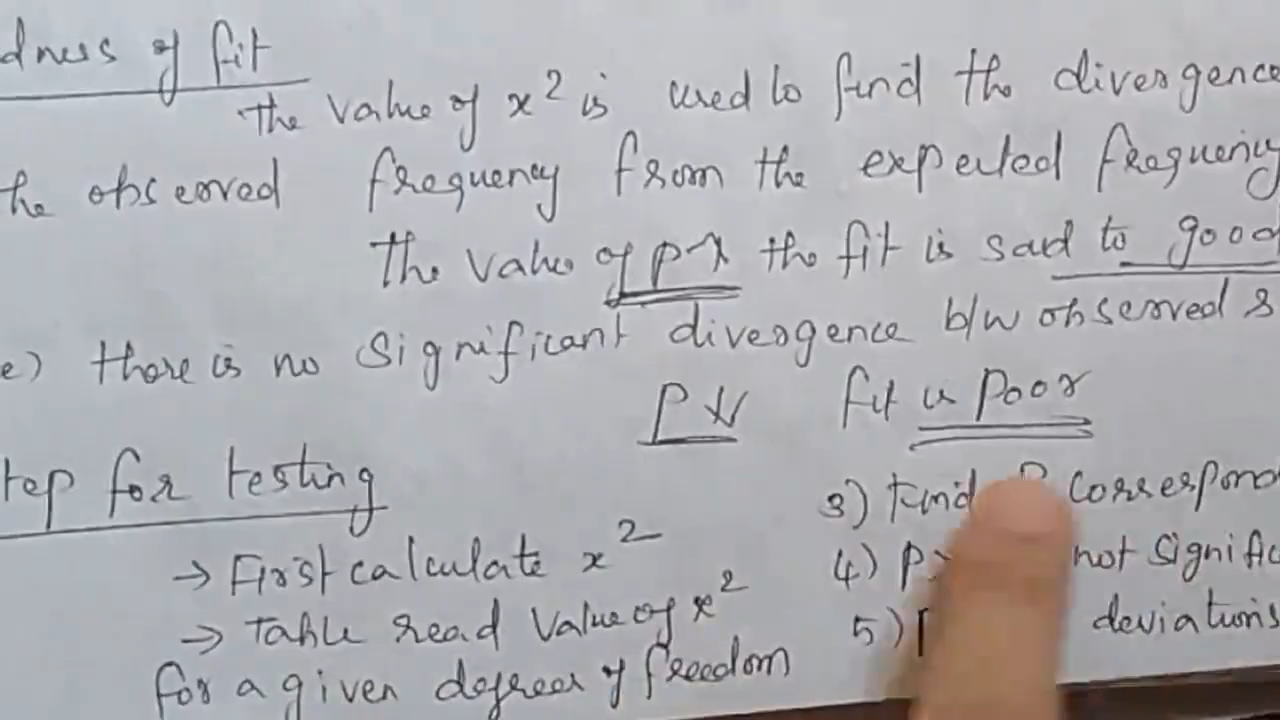 dness of fit
the value of x² is used to find the divergence
the observed frequency from the expected frequency
the value of P ↑ the fit is sad to good
e) there is no significant divergence b/w observed &
P ↓ fit is poor
tep for testing
3) Find P correspond
→ First calculate x²
4) P not signific
→ table read value of x²
5) deviations
for a given degrees of freedom